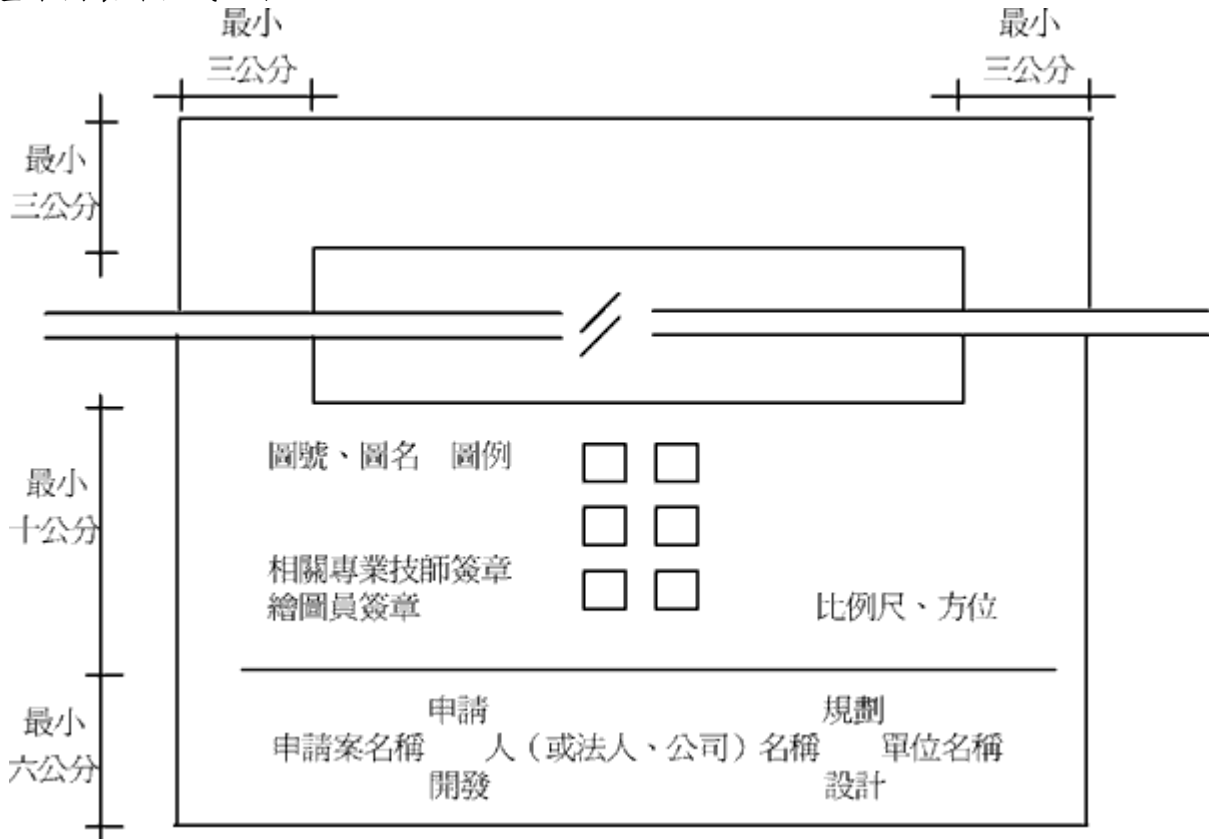 最小
三公分
最小
三公分
最小
三公分
圖號、圖名 圖例
最小
十公分
相關專業技師簽章
繪圖員簽章
比例尺、方位
最小
六公分
申請 規劃
申請案名稱 人（或法人、公司）名稱 單位名稱
開發 設計